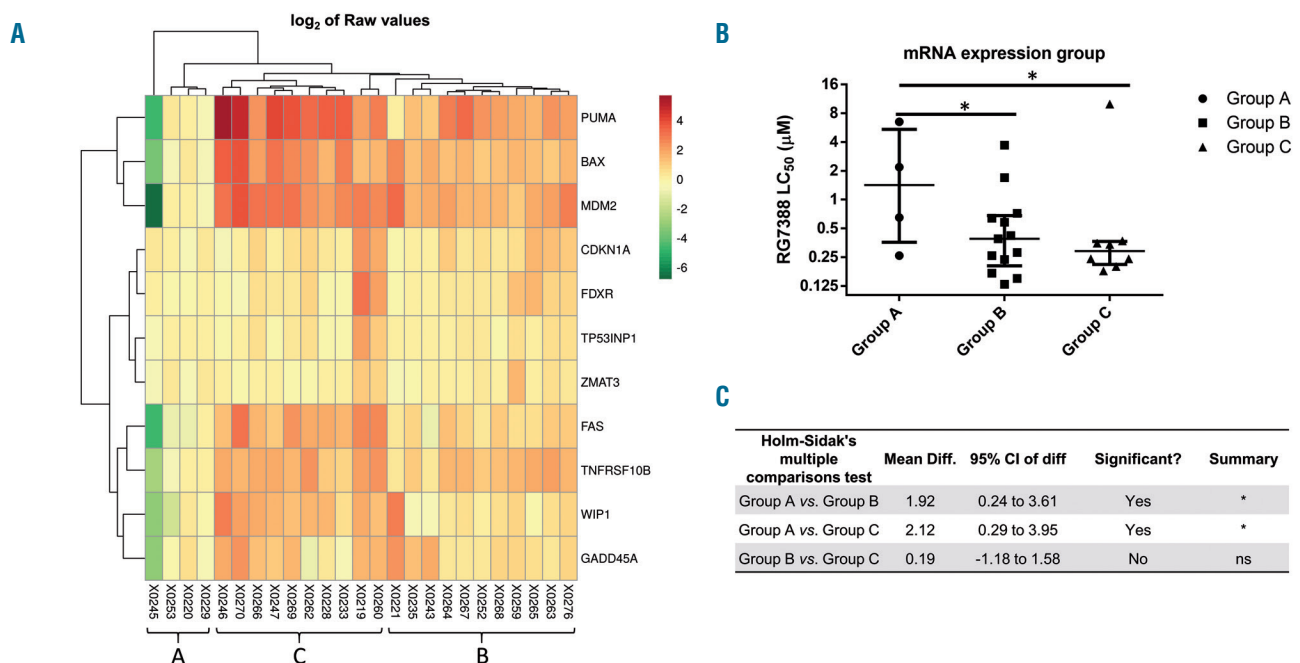 A
log2 of Raw values
PUMA
BAX
MDM2
CDKN1A
FDXR
TP53INP1
ZMAT3
FAS
TNFRSF10B
WIP1
GADD45A
4
2
0
-2
-4
-6
X0245
X0253
X0220
X0229
X0246
X0270
X0266
X0247
X0269
X0262
X0228
X0233
X0219
X0260
X0221
X0235
X0243
X0264
X0267
X0252
X0268
X0259
X0265
X0263
X0276
A
C
B
B
mRNA expression group
RG7388 LC50 (μM)
16
8
4
2
1
0.5
0.25
0.125
*
*
Group A
Group B
Group C
Group A
Group B
Group C
C
Holm-Sidak's multiple comparisons test Mean Diff. 95% CI of diff Significant? Summary
Group A vs. Group B 1.92 0.24 to 3.61 Yes *
Group A vs. Group C 2.12 0.29 to 3.95 Yes *
Group B vs. Group C 0.19 -1.18 to 1.58 No ns